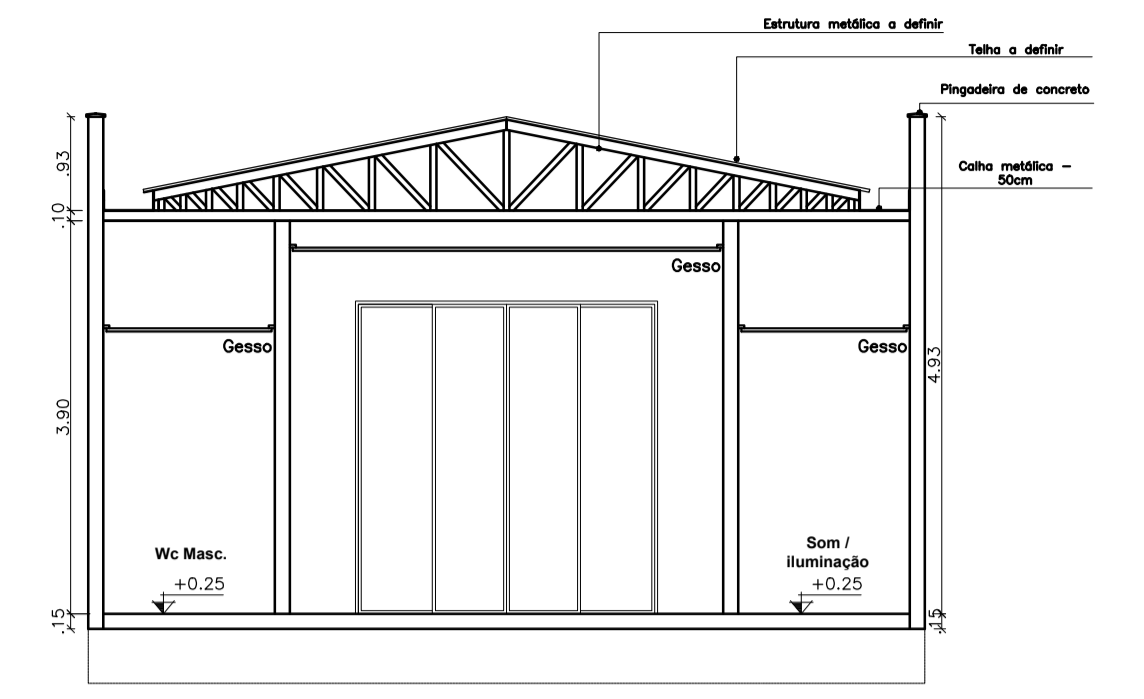 Estrutura metálica a definir
Telha a definir
Pingadeira de concreto
Calha metálica –
50cm
.93
.10
Gesso
Gesso
Gesso
4.93
3.90
Wc Masc.
+0.25
Som /
iluminação
+0.25
.15
.15